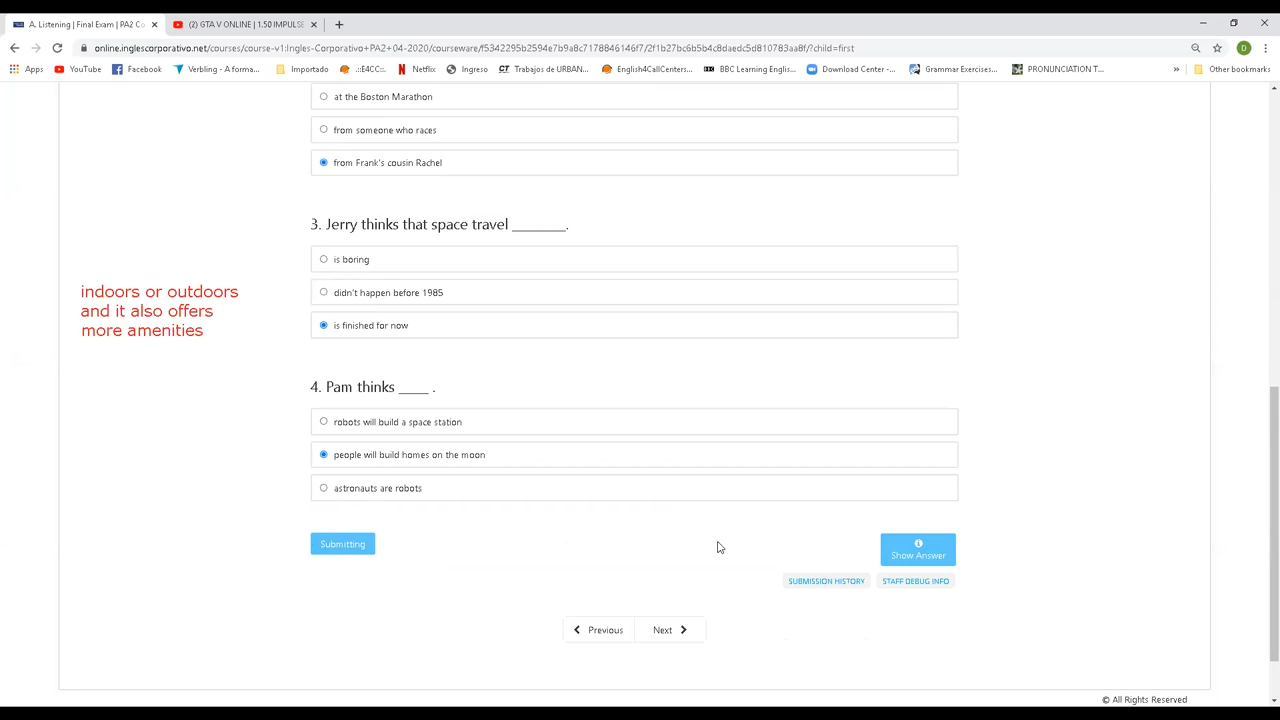 A. Listening | Final Exam | PA2 Co
(2) GTA V ONLINE | 1.50 IMPULSE
online.inglescorporativo.net/courses/course-v1:Ingles-Corporativo+PA2+04-2020/courseware/f5342295b2594e7b9a8c7178846146f7/2f1b27bc6b5b4c8daedc5d810783aa8f/?child=first
D
Apps YouTube Facebook Verbling - A forma... Importado .::E4CC::. Netflix Ingreso CT Trabajos de URBAN... English4CallCenters... BBC Learning Englis... Download Center -... Grammar Exercises... PRONUNCIATION T... » Other bookmarks
at the Boston Marathon
from someone who races
from Frank's cousin Rachel
3. Jerry thinks that space travel _______.
is boring
didn't happen before 1985
is finished for now
indoors or outdoors
and it also offers
more amenities
4. Pam thinks ____ .
robots will build a space station
people will build homes on the moon
astronauts are robots
Submitting
Show Answer
SUBMISSION HISTORY STAFF DEBUG INFO
Previous Next
© All Rights Reserved